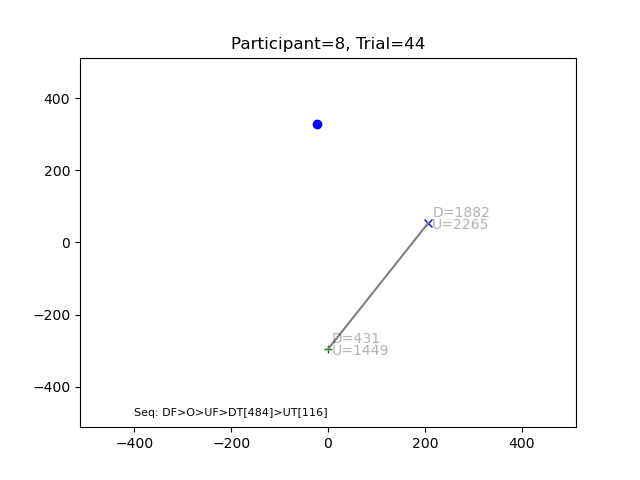 Participant=8, Trial=44
400
200
0
−200
−400
D=1882
U=2265
D=431
U=1449
Seq: DF>O>UF>DT[484]>UT[116]
−400
−200
0
200
400